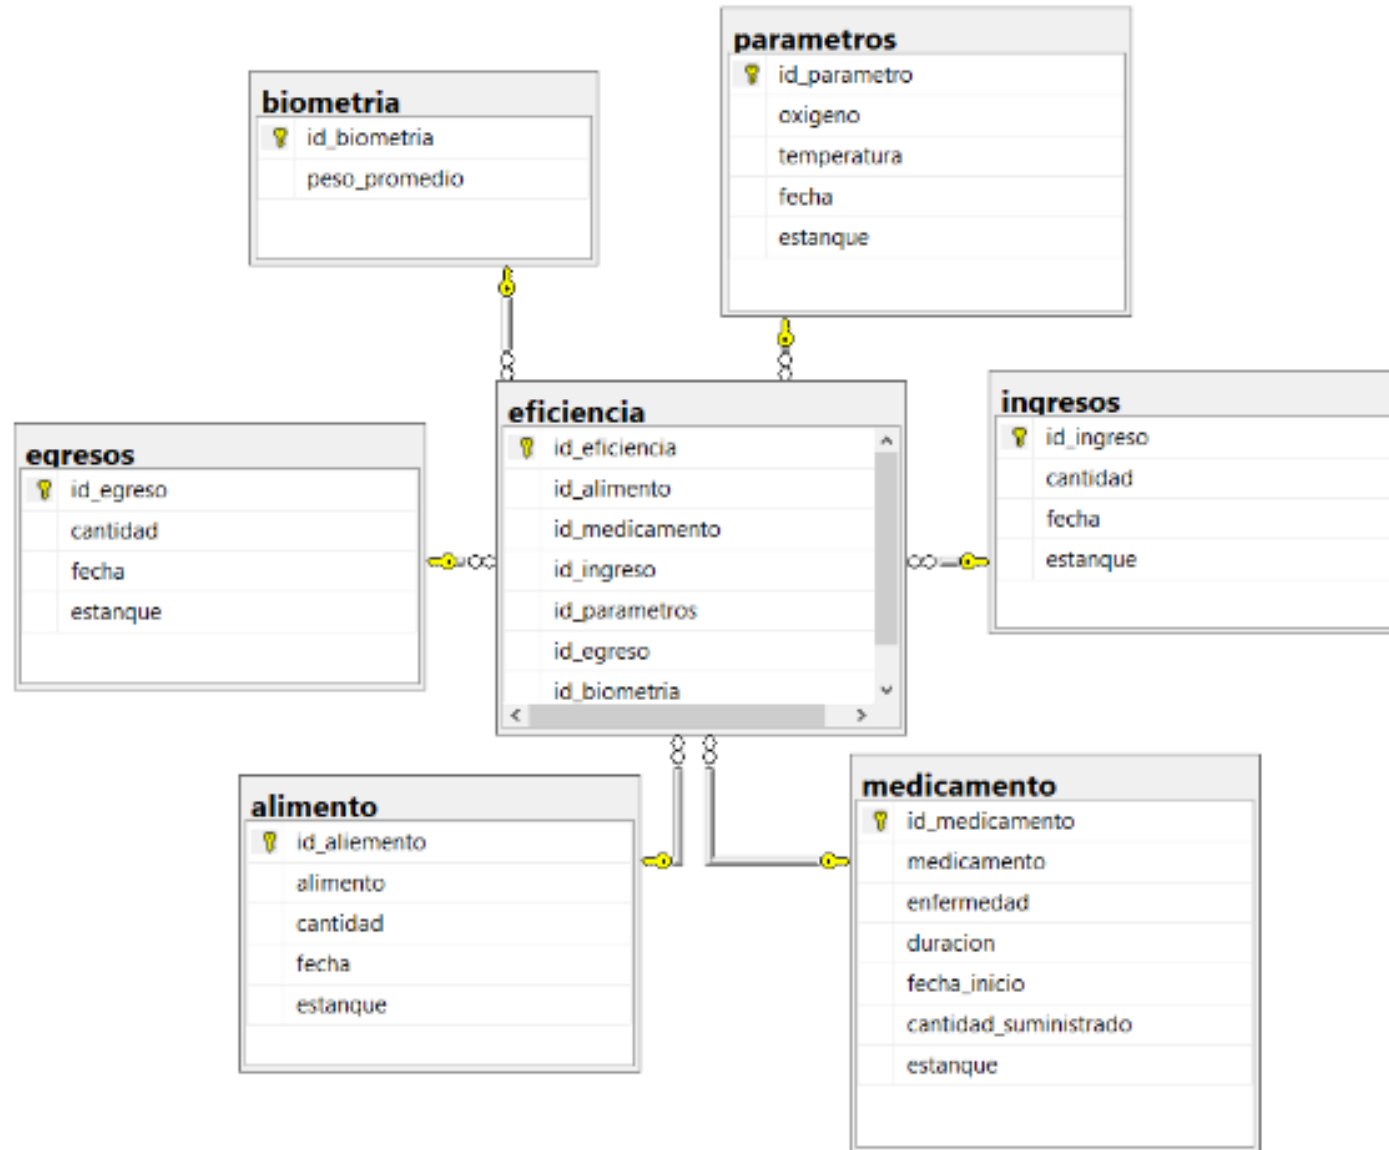 parametros
id_parametro
oxigeno
temperatura
fecha
estanque
biometria
id_biometria
peso_promedio
eficiencia
id_eficiencia
id_alimento
id_medicamento
id_ingreso
id_parametros
id_egreso
id_biometria
ingresos
id_ingreso
cantidad
fecha
estanque
egresos
id_egreso
cantidad
fecha
estanque
alimento
id_aliemento
alimento
cantidad
fecha
estanque
medicamento
id_medicamento
medicamento
enfermedad
duracion
fecha_inicio
cantidad_suministrado
estanque